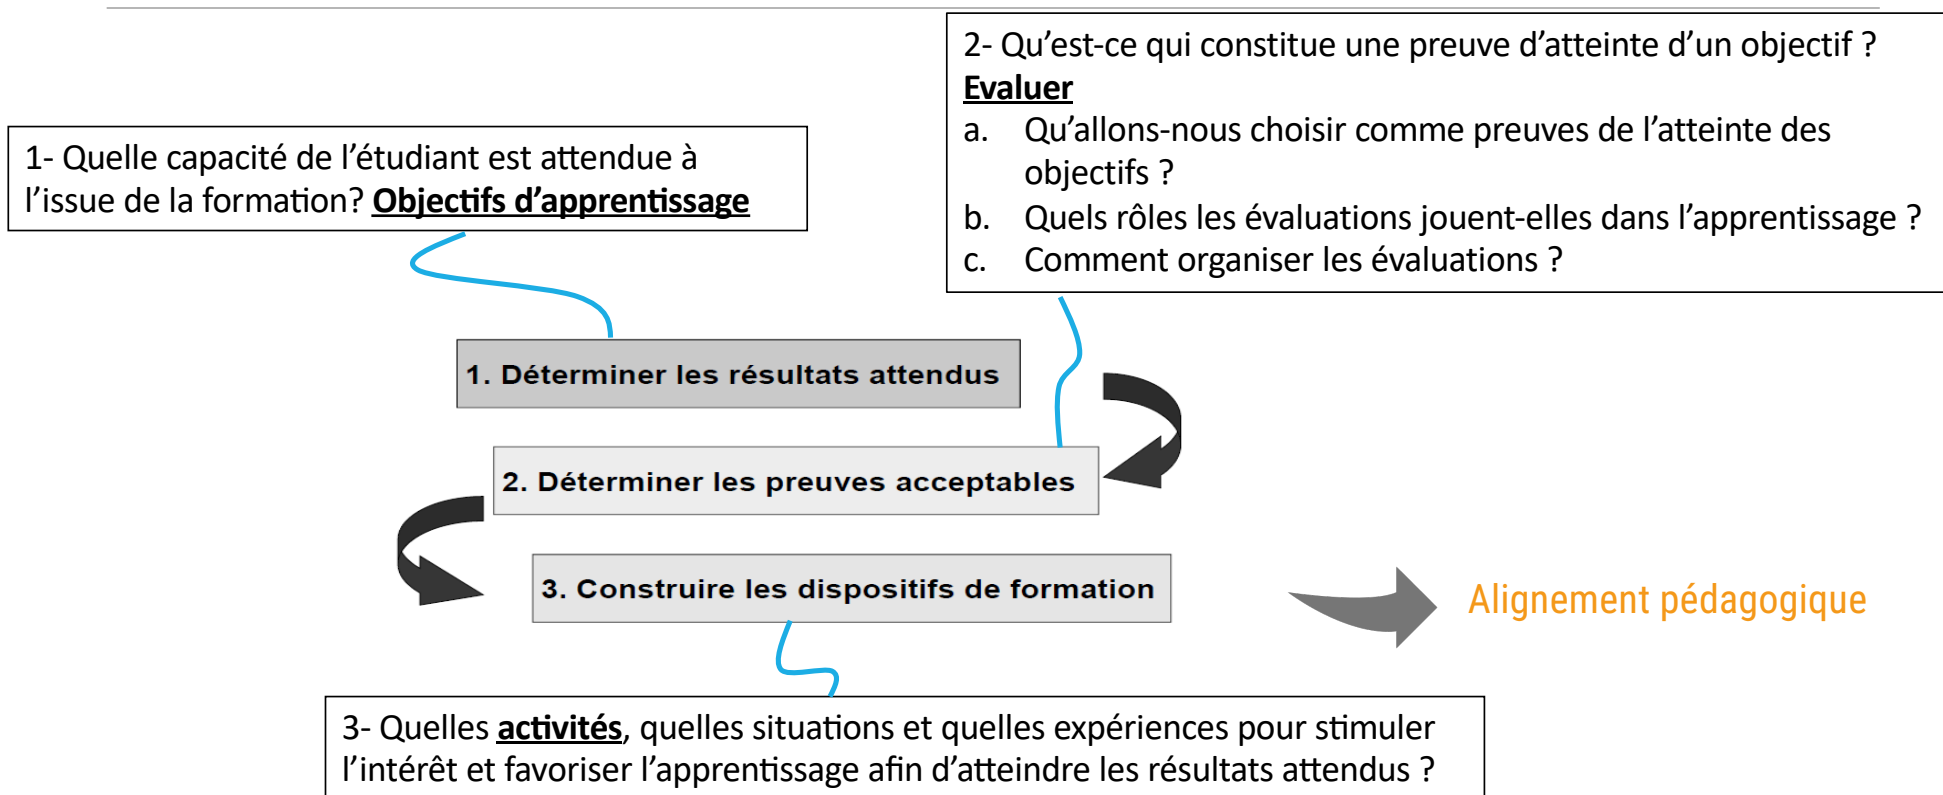 2- Qu’est-ce qui constitue une preuve d’atteinte d’un objectif ?
Evaluer
a. Qu’allons-nous choisir comme preuves de l’atteinte des
objectifs ?
b. Quels rôles les évaluations jouent-elles dans l’apprentissage ?
c. Comment organiser les évaluations ?
1- Quelle capacité de l’étudiant est attendue à
l’issue de la formation? Objectifs d’apprentissage
1. Déterminer les résultats attendus
2. Déterminer les preuves acceptables
3. Construire les dispositifs de formation
Alignement pédagogique
3- Quelles activités, quelles situations et quelles expériences pour stimuler
l’intérêt et favoriser l’apprentissage afin d’atteindre les résultats attendus ?